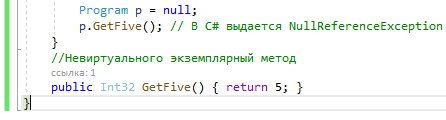 Program p = null;
p.GetFive(); // В C# выдается NullReferenceException
}
//Невиртуального экземплярный метод
ссылка: 1
public Int32 GetFive() { return 5; }
}